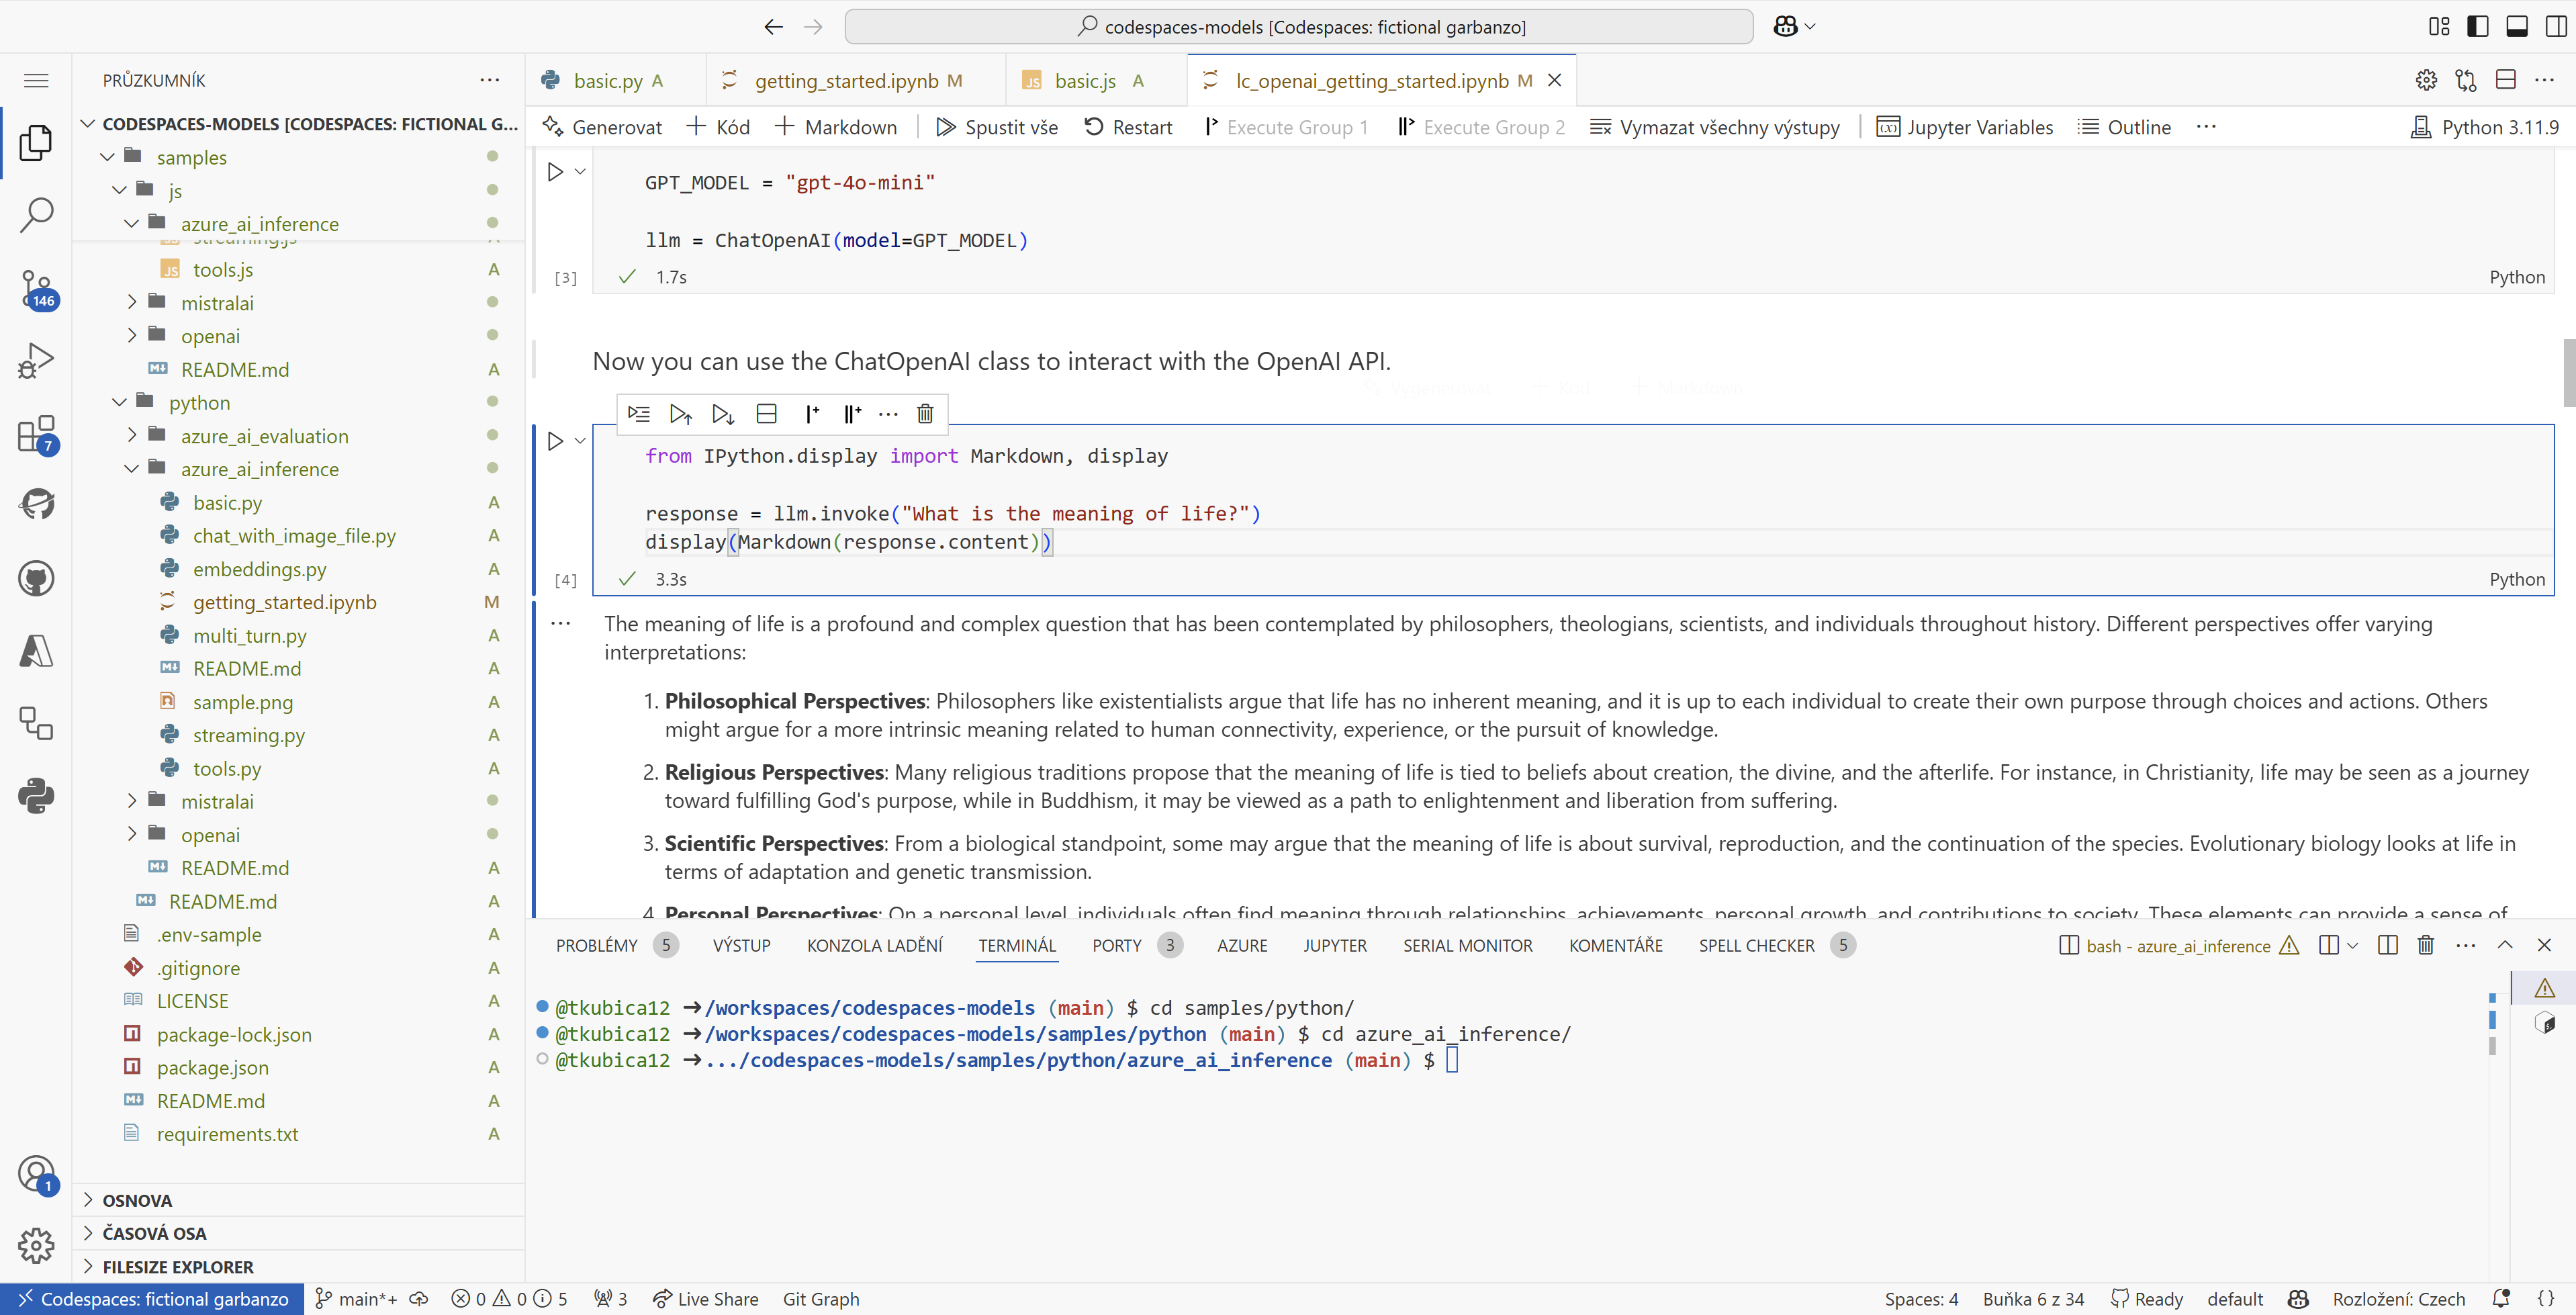 codespaces-models [Codespaces: fictional garbanzo]
PRŮZKUMNÍK
basic.py A
getting_started.ipynb M
basic.js A
lc_openai_getting_started.ipynb M
CODESPACES-MODELS [CODESPACES: FICTIONAL G...
Generovat
Kód
Markdown
Spustit vše
Restart
Execute Group 1
Execute Group 2
Vymazat všechny výstupy
Jupyter Variables
Outline
Python 3.11.9
samples
js
azure_ai_inference
streaming.js
tools.js A
mistralai
openai
README.md A
python
azure_ai_evaluation
azure_ai_inference
basic.py A
chat_with_image_file.py A
embeddings.py A
getting_started.ipynb M
multi_turn.py A
README.md A
sample.png A
streaming.py A
tools.py A
mistralai
openai
README.md A
README.md A
.env-sample A
.gitignore A
LICENSE A
package-lock.json A
package.json A
README.md A
requirements.txt A
OSNOVA
ČASOVÁ OSA
FILESIZE EXPLORER
146
7
1
GPT_MODEL = "gpt-4o-mini"
llm = ChatOpenAI(model=GPT_MODEL)
[3] 1.7s Python
Now you can use the ChatOpenAI class to interact with the OpenAI API.
from IPython.display import Markdown, display
response = llm.invoke("What is the meaning of life?")
display(Markdown(response.content))
[4] 3.3s Python
The meaning of life is a profound and complex question that has been contemplated by philosophers, theologians, scientists, and individuals throughout history. Different perspectives offer varying
interpretations:
1. Philosophical Perspectives: Philosophers like existentialists argue that life has no inherent meaning, and it is up to each individual to create their own purpose through choices and actions. Others
might argue for a more intrinsic meaning related to human connectivity, experience, or the pursuit of knowledge.
2. Religious Perspectives: Many religious traditions propose that the meaning of life is tied to beliefs about creation, the divine, and the afterlife. For instance, in Christianity, life may be seen as a journey
toward fulfilling God's purpose, while in Buddhism, it may be viewed as a path to enlightenment and liberation from suffering.
3. Scientific Perspectives: From a biological standpoint, some may argue that the meaning of life is about survival, reproduction, and the continuation of the species. Evolutionary biology looks at life in
terms of adaptation and genetic transmission.
4. Personal Perspectives: On a personal level, individuals often find meaning through relationships, achievements, personal growth, and contributions to society. These elements can provide a sense of
PROBLÉMY 5
VÝSTUP
KONZOLA LADĚNÍ
TERMINÁL
PORTY 3
AZURE
JUPYTER
SERIAL MONITOR
KOMENTÁŘE
SPELL CHECKER 5
bash - azure_ai_inference
@tkubica12 ➜/workspaces/codespaces-models (main) $ cd samples/python/
@tkubica12 ➜/workspaces/codespaces-models/samples/python (main) $ cd azure_ai_inference/
@tkubica12 ➜.../codespaces-models/samples/python/azure_ai_inference (main) $
Codespaces: fictional garbanzo
main*+
0 0 5
3
Live Share
Git Graph
Spaces: 4
Buňka 6 z 34
Ready
default
Rozložení: Czech